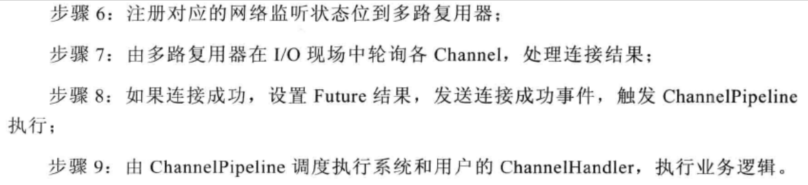 步骤 6：注册对应的网络监听状态位到多路复用器；
步骤 7：由多路复用器在 I/O 现场中轮询各 Channel，处理连接结果；
步骤 8：如果连接成功，设置 Future 结果，发送连接成功事件，触发 ChannelPipeline
执行；
步骤 9：由 ChannelPipeline 调度执行系统和用户的 ChannelHandler，执行业务逻辑。